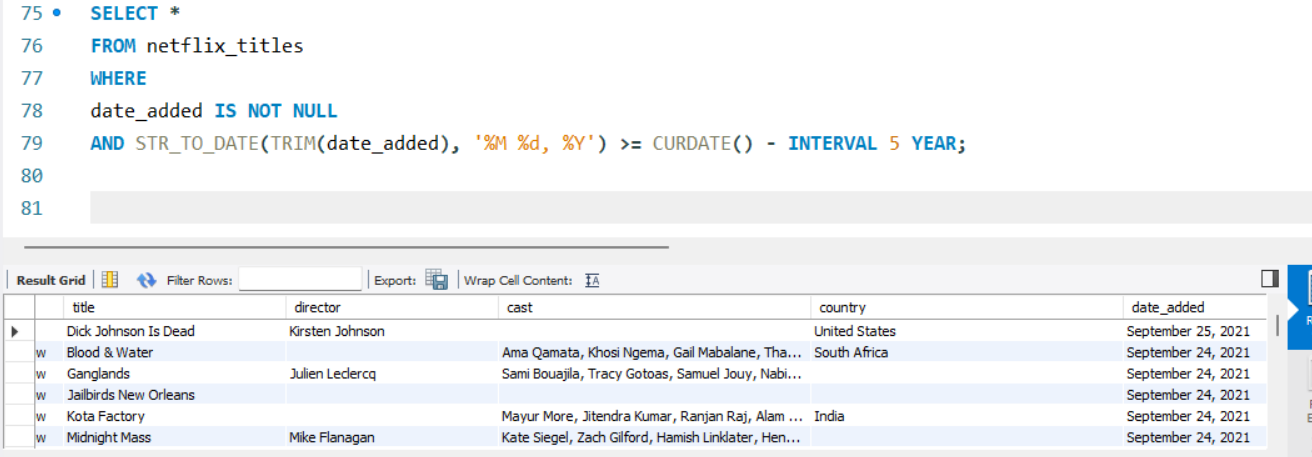 75 SELECT *
76 FROM netflix_titles
77 WHERE
78 date_added IS NOT NULL
79 AND STR_TO_DATE(TRIM(date_added), '%M %d, %Y') >= CURDATE() - INTERVAL 5 YEAR;
80
81
Result Grid Filter Rows: Export: Wrap Cell Content: IA
title director cast country date_added
Dick Johnson Is Dead Kirsten Johnson United States September 25, 2021
w Blood & Water Ama Qamata, Khosi Ngema, Gail Mabalane, Tha... South Africa September 24, 2021
w Ganglands Julien Leclercq Sami Bouajila, Tracy Gotoas, Samuel Jouy, Nabi... September 24, 2021
w Jailbirds New Orleans September 24, 2021
w Kota Factory Mayur More, Jitendra Kumar, Ranjan Raj, Alam ... India September 24, 2021
w Midnight Mass Mike Flanagan Kate Siegel, Zach Gilford, Hamish Linklater, Hen... September 24, 2021